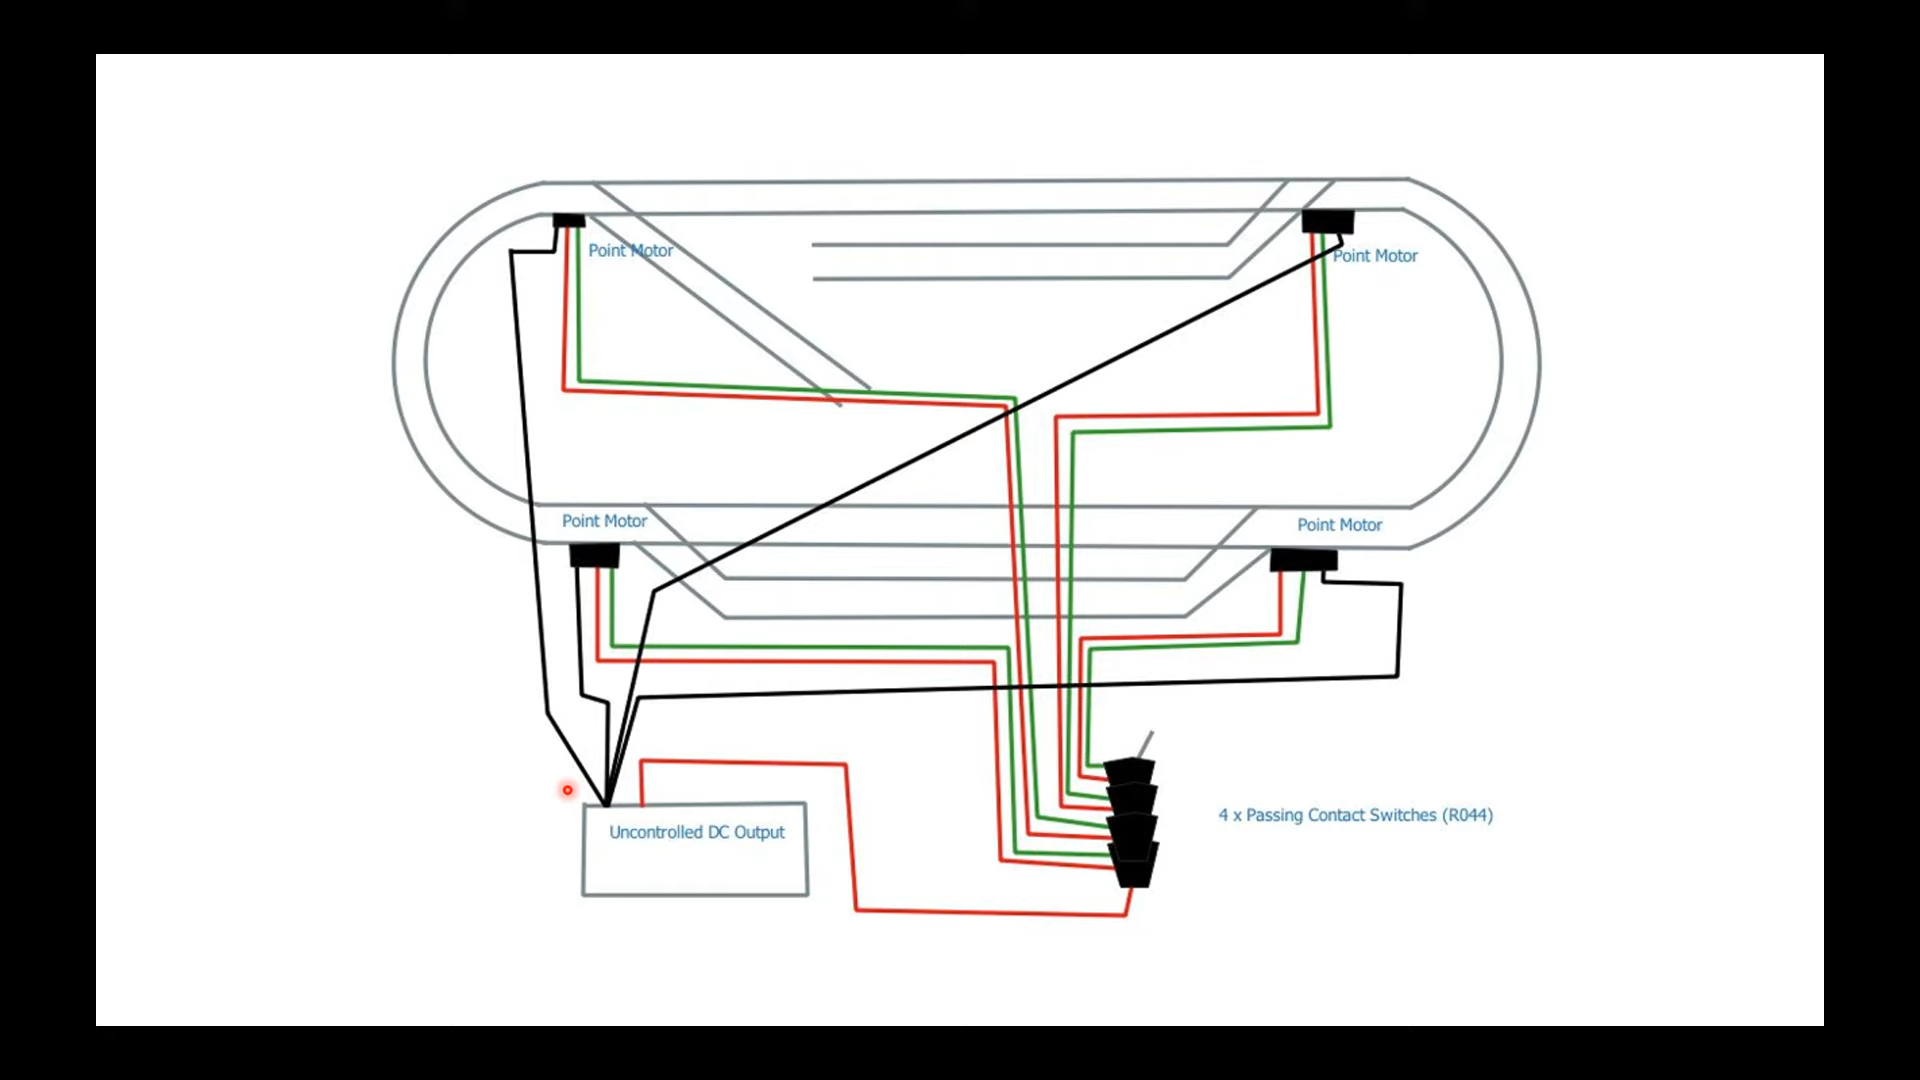 Point Motor
Point Motor
Point Motor
Point Motor
Uncontrolled DC Output
4 x Passing Contact Switches (R044)